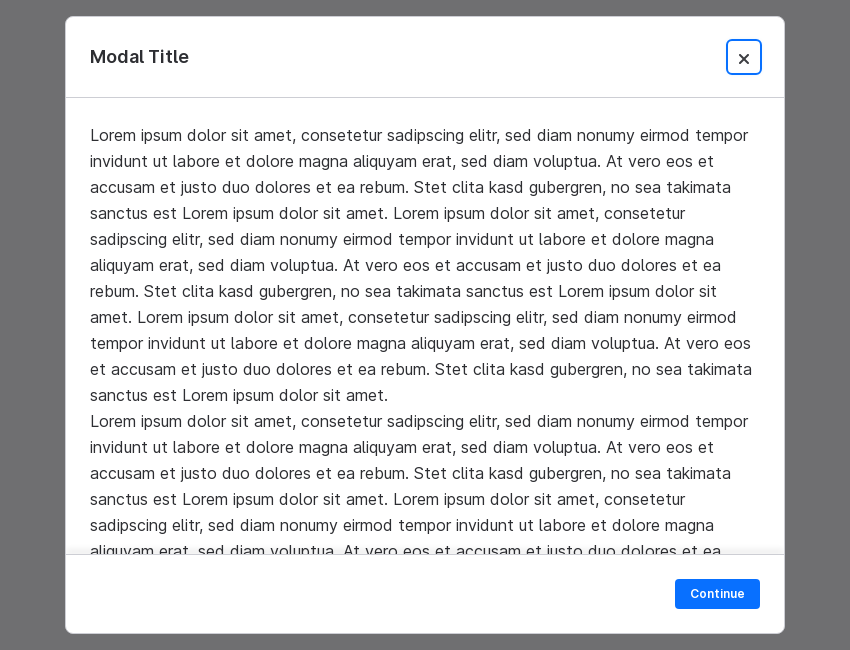 Modal Title
Lorem ipsum dolor sit amet, consetetur sadipscing elitr, sed diam nonumy eirmod tempor
invidunt ut labore et dolore magna aliquyam erat, sed diam voluptua. At vero eos et
accusam et justo duo dolores et ea rebum. Stet clita kasd gubergren, no sea takimata
sanctus est Lorem ipsum dolor sit amet. Lorem ipsum dolor sit amet, consetetur
sadipscing elitr, sed diam nonumy eirmod tempor invidunt ut labore et dolore magna
aliquyam erat, sed diam voluptua. At vero eos et accusam et justo duo dolores et ea
rebum. Stet clita kasd gubergren, no sea takimata sanctus est Lorem ipsum dolor sit
amet. Lorem ipsum dolor sit amet, consetetur sadipscing elitr, sed diam nonumy eirmod
tempor invidunt ut labore et dolore magna aliquyam erat, sed diam voluptua. At vero eos
et accusam et justo duo dolores et ea rebum. Stet clita kasd gubergren, no sea takimata
sanctus est Lorem ipsum dolor sit amet.
Lorem ipsum dolor sit amet, consetetur sadipscing elitr, sed diam nonumy eirmod tempor
invidunt ut labore et dolore magna aliquyam erat, sed diam voluptua. At vero eos et
accusam et justo duo dolores et ea rebum. Stet clita kasd gubergren, no sea takimata
sanctus est Lorem ipsum dolor sit amet. Lorem ipsum dolor sit amet, consetetur
sadipscing elitr, sed diam nonumy eirmod tempor invidunt ut labore et dolore magna
aliquyam erat, sed diam voluptua. At vero eos et accusam et justo duo dolores et ea
Continue